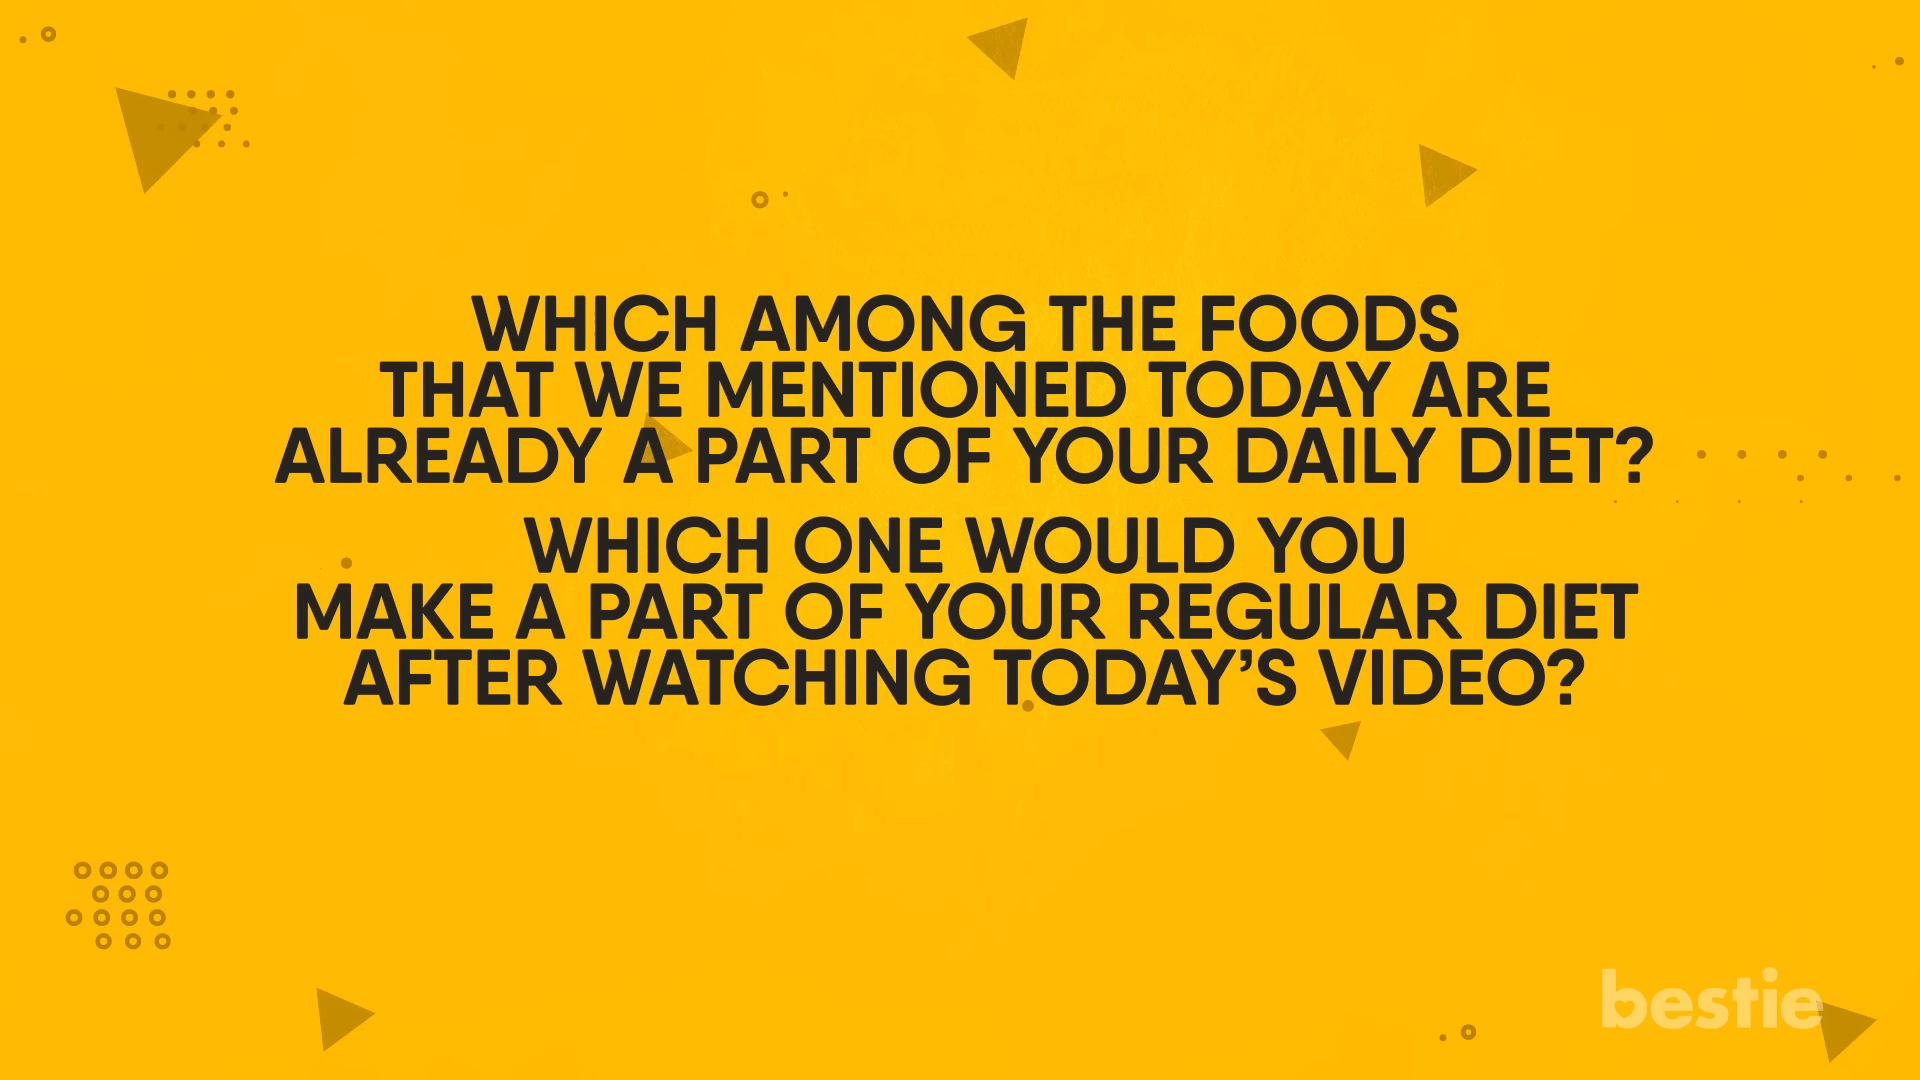 WHICH AMONG THE FOODS
THAT WE MENTIONED TODAY ARE
ALREADY A PART OF YOUR DAILY DIET?
WHICH ONE WOULD YOU
MAKE A PART OF YOUR REGULAR DIET
AFTER WATCHING TODAY’S VIDEO?
bestie